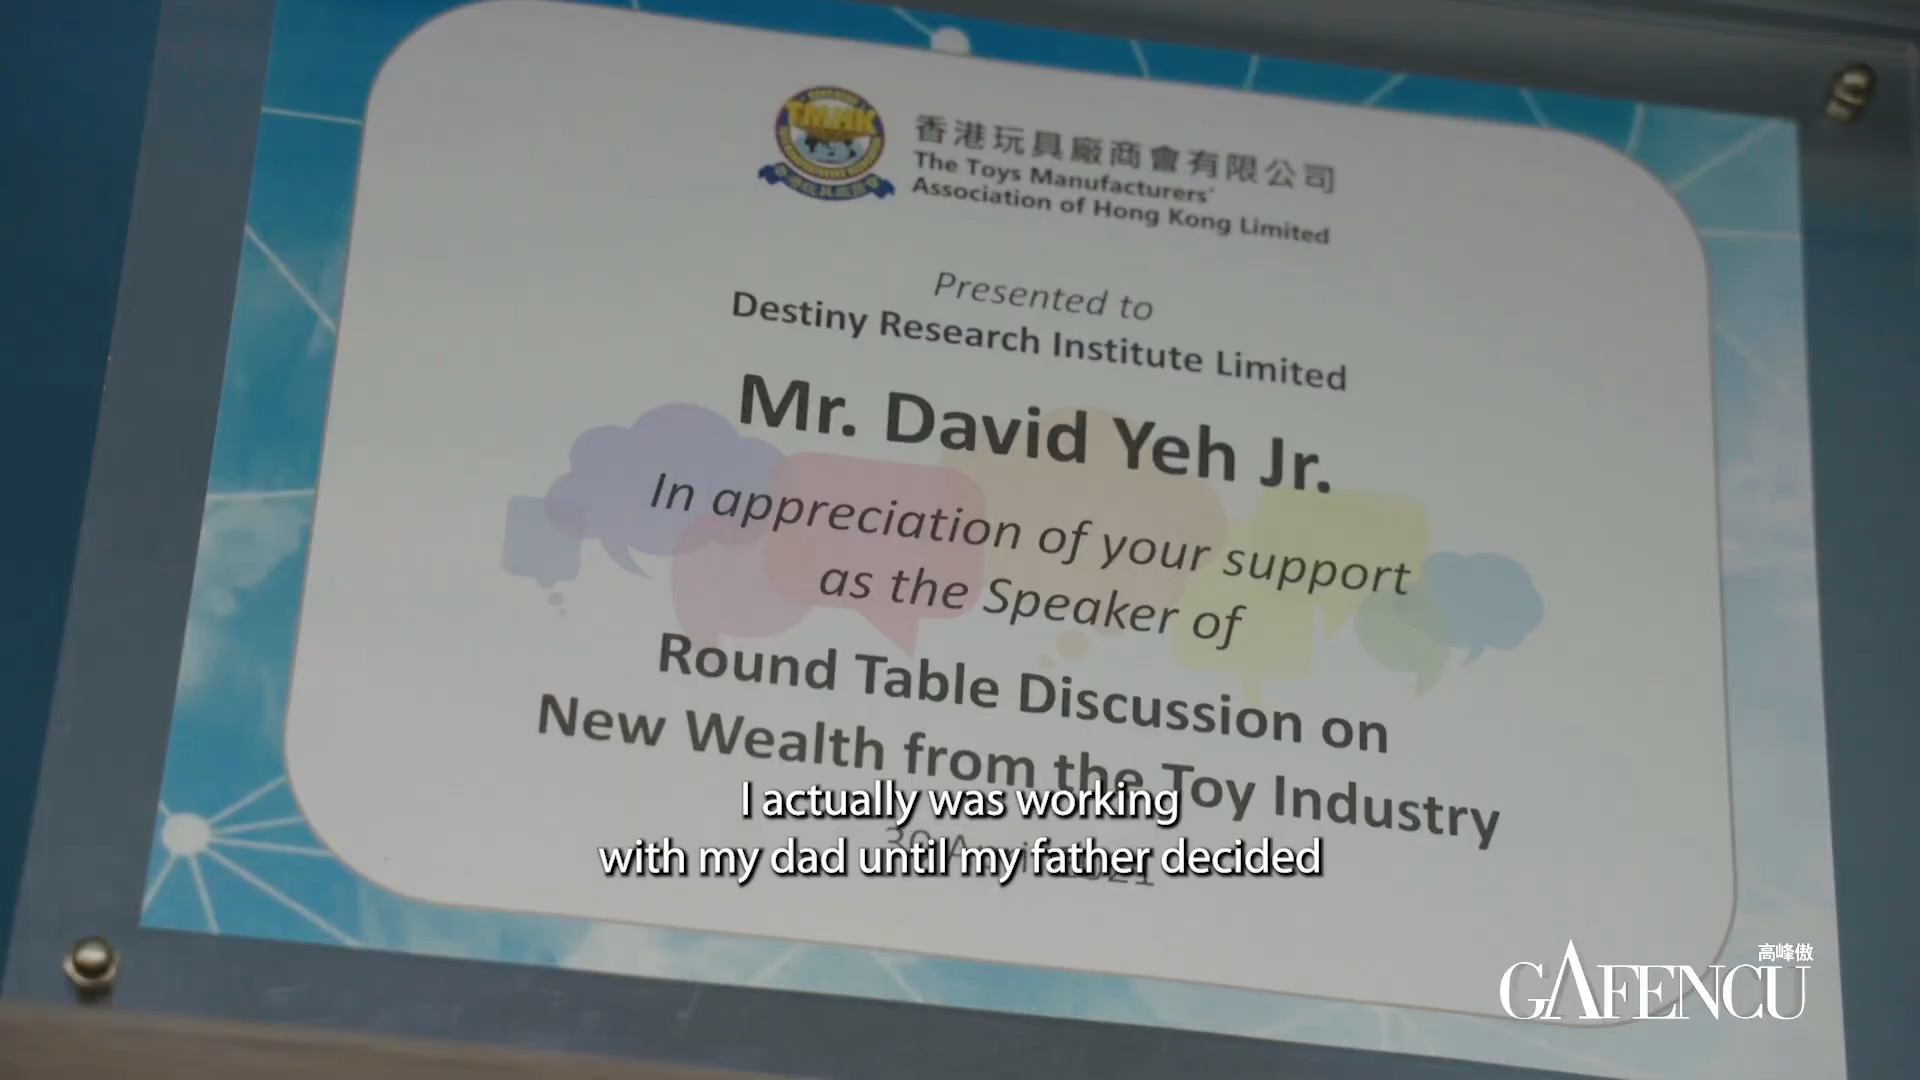 TMHK
香港玩具廠商會有限公司
The Toys Manufacturers'
Association of Hong Kong Limited
Presented to
Destiny Research Institute Limited
Mr. David Yeh Jr.
In appreciation of your support
as the Speaker of
Round Table Discussion on
New Wealth from the Toy Industry
I actually was working
with my dad until my father decided
高峰傲
GAFENCU